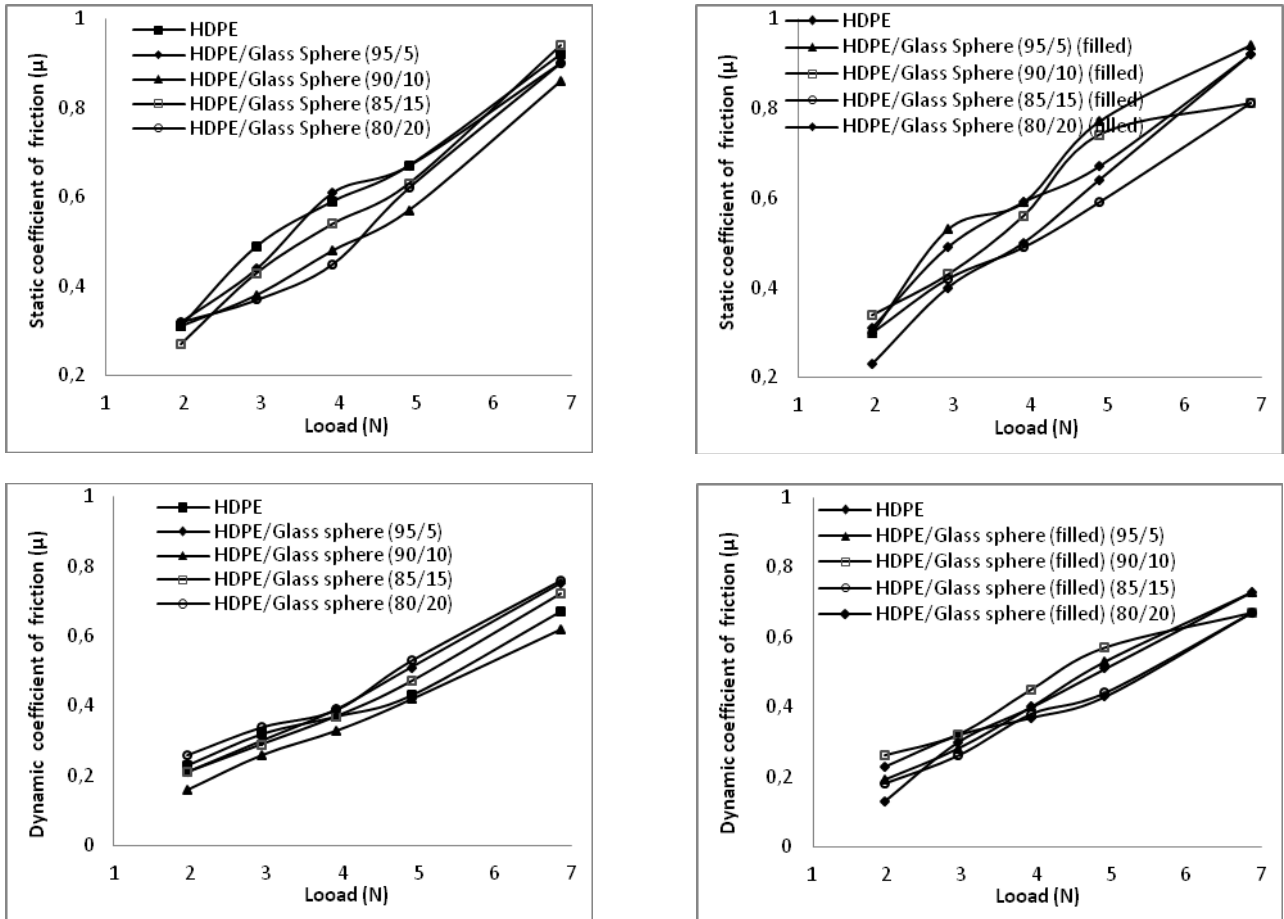 Static coefficient of friction (µ)
1
0,8
0,6
0,4
0,2
HDPE
HDPE/Glass Sphere (95/5)
HDPE/Glass Sphere (90/10)
HDPE/Glass Sphere (85/15)
HDPE/Glass Sphere (80/20)
1 2 3 4 5 6 7
Looad (N)
Static coefficient of friction (µ)
1
0,8
0,6
0,4
0,2
HDPE
HDPE/Glass Sphere (95/5) (filled)
HDPE/Glass Sphere (90/10) (filled)
HDPE/Glass Sphere (85/15) (filled)
HDPE/Glass Sphere (80/20) (filled)
1 2 3 4 5 6 7
Looad (N)
Dynamic coefficient of friction (µ)
1
0,8
0,6
0,4
0,2
0
HDPE
HDPE/Glass sphere (95/5)
HDPE/Glass sphere (90/10)
HDPE/Glass sphere (85/15)
HDPE/Glass sphere (80/20)
1 2 3 4 5 6 7
Looad (N)
Dynamic coefficient of friction (µ)
1
0,8
0,6
0,4
0,2
0
HDPE
HDPE/Glass sphere (filled) (95/5)
HDPE/Glass sphere (filled) (90/10)
HDPE/Glass sphere (filled) (85/15)
HDPE/Glass sphere (filled) (80/20)
1 2 3 4 5 6 7
Looad (N)